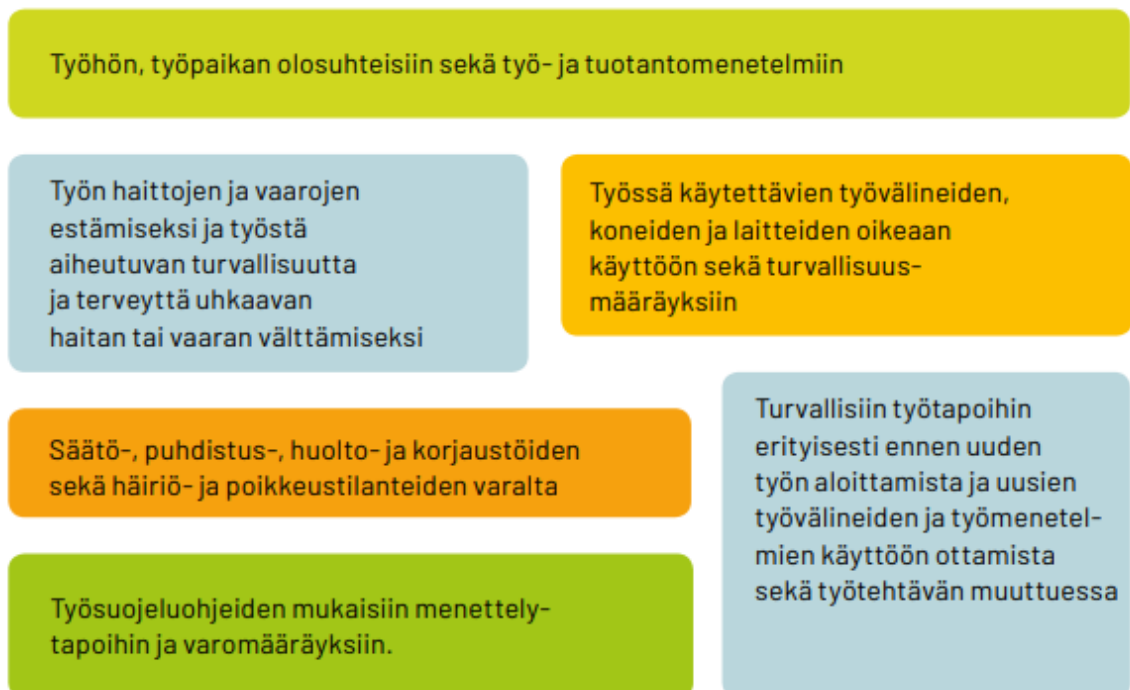 Työhön, työpaikan olosuhteisiin sekä työ- ja tuotantomenetelmiin
Työn haittojen ja vaarojen
estämiseksi ja työstä
aiheutuvan turvallisuutta
ja terveyttä uhkaavan
haitan tai vaaran välttämiseksi
Työssä käytettävien työvälineiden,
koneiden ja laitteiden oikeaan
käyttöön sekä turvallisuus-
määräyksiin
Säätö-, puhdistus-, huolto- ja korjaustöiden
sekä häiriö- ja poikkeustilanteiden varalta
Turvallisiin työtapoihin
erityisesti ennen uuden
työn aloittamista ja uusien
työvälineiden ja työmenetel-
mien käyttöön ottamista
sekä työtehtävän muuttuessa
Työsuojeluohjeiden mukaisiin menettely-
tapoihin ja varomääräyksiin.